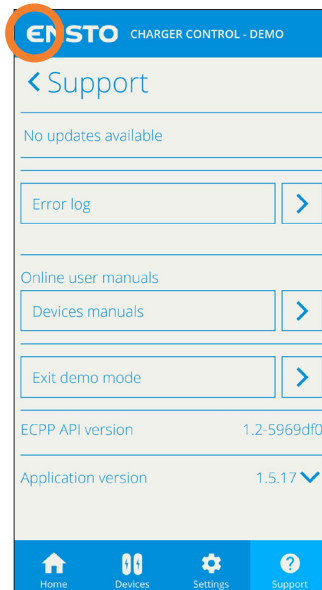 ENSTO CHARGER CONTROL - DEMO
Support
No updates available
Error log
Online user manuals
Devices manuals
Exit demo mode
ECPP API version 1.2-5969df0
Application version 1.5.17
Home Devices Settings Support